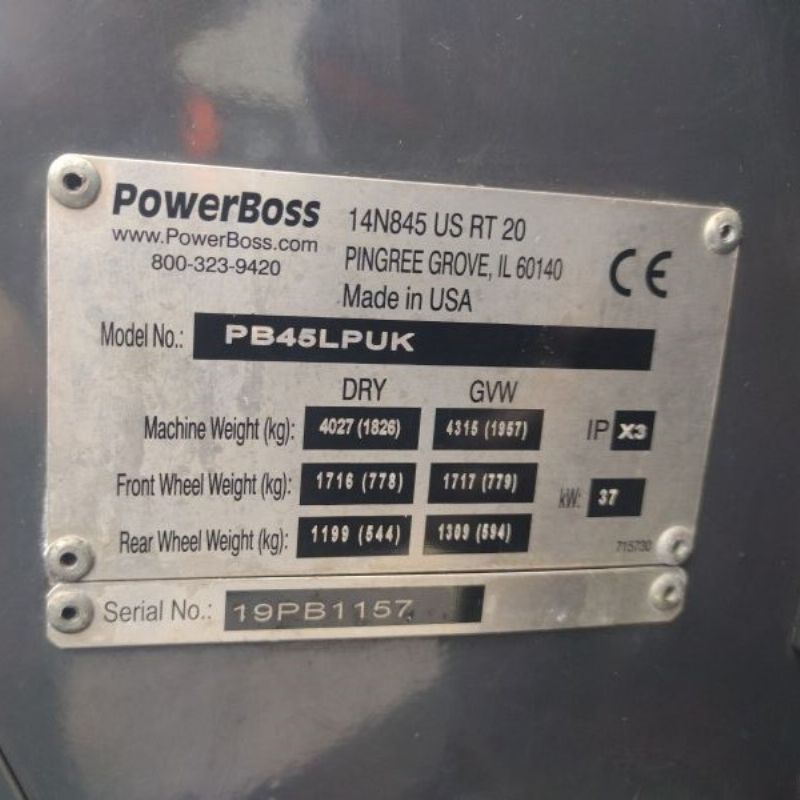 PowerBoss
www.PowerBoss.com
800-323-9420
14N845 US RT 20
PINGREE GROVE, IL 60140
Made in USA
CE
Model No.: PB45LPUK
DRY GVW
Machine Weight (kg): 4027 (1826) 4315 (1957) IP X3
Front Wheel Weight (kg): 1716 (778) 1717 (779) kW: 37
Rear Wheel Weight (kg): 1199 (544) 1309 (594)
715730
Serial No.: 19PB1157